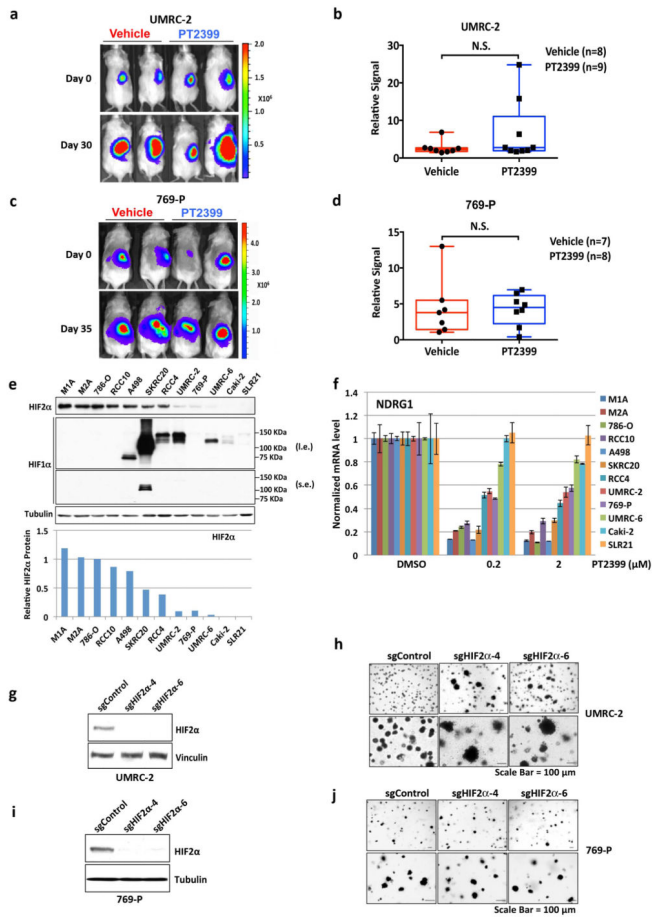 a
UMRC-2
Vehicle PT2399
Day 0
Day 30
2.0
1.5
X10⁶
1.0
0.5
b
UMRC-2
N.S.
Vehicle (n=8)
PT2399 (n=9)
Relative Signal
30
20
10
0
Vehicle PT2399
c
769-P
Vehicle PT2399
Day 0
Day 35
4.0
3.0
X10⁶
2.0
1.0
d
769-P
N.S.
Vehicle (n=7)
PT2399 (n=8)
Relative Signal
15
10
5
0
Vehicle PT2399
e
M1A M2A 786-O RCC10 A498 SKRC20 RCC4 UMRC-2 769-P UMRC-6 Caki-2 SLR21
HIF2α
HIF1α
150 KDa
100 KDa
75 KDa
(l.e.)
150 KDa
100 KDa
75 KDa
(s.e.)
Tubulin
HIF2α
Relative HIF2α Protein
1.5
1
0.5
0
M1A M2A 786-O RCC10 A498 SKRC20 RCC4 UMRC-2 769-P UMRC-6 Caki-2 SLR21
f
NDRG1
Normalized mRNA level
1.4
1.2
1
0.8
0.6
0.4
0.2
0
DMSO 0.2 2 PT2399 (μM)
M1A
M2A
786-O
RCC10
A498
SKRC20
RCC4
UMRC-2
769-P
UMRC-6
Caki-2
SLR21
g
sgControl sgHIF2α-4 sgHIF2α-6
HIF2α
Vinculin
UMRC-2
h
sgControl sgHIF2α-4 sgHIF2α-6
UMRC-2
Scale Bar = 100 μm
i
sgControl sgHIF2α-4 sgHIF2α-6
HIF2α
Tubulin
769-P
j
sgControl sgHIF2α-4 sgHIF2α-6
769-P
Scale Bar = 100 μm